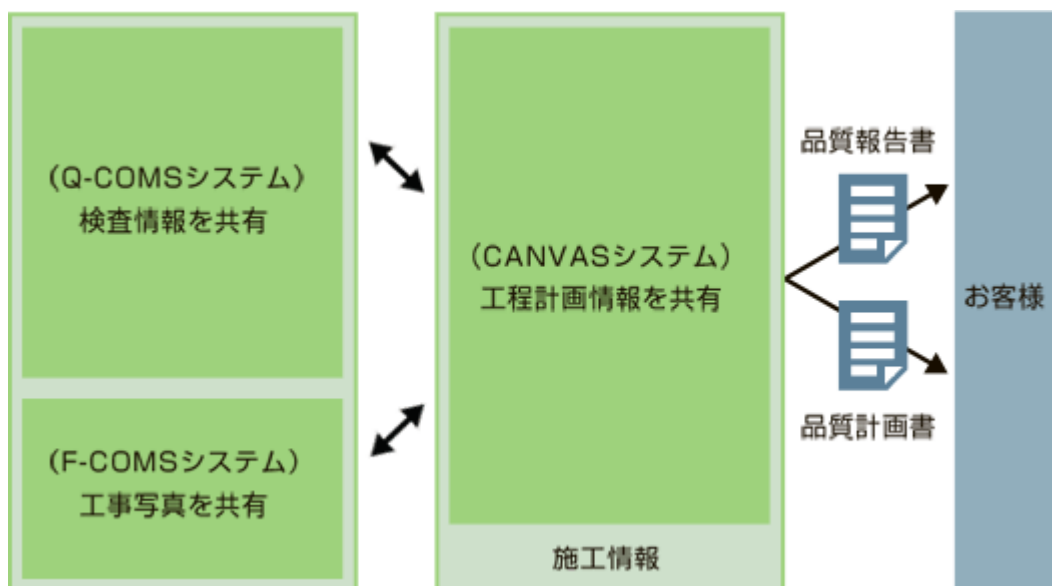 （Q-COMSシステム）
検査情報を共有
（F-COMSシステム）
工事写真を共有
（CANVASシステム）
工程計画情報を共有
施工情報
品質報告書
品質計画書
お客様